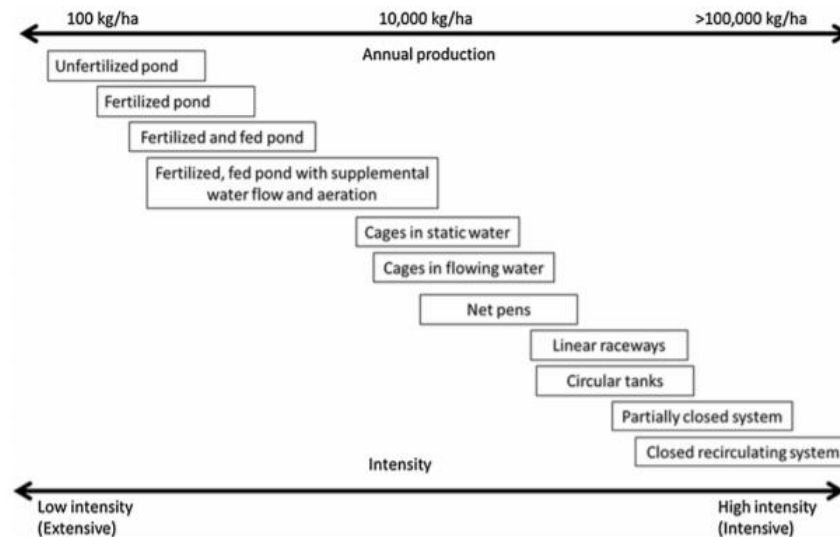 100 kg/ha 10,000 kg/ha >100,000 kg/ha
Annual production
Unfertilized pond
Fertilized pond
Fertilized and fed pond
Fertilized, fed pond with supplemental
water flow and aeration
Cages in static water
Cages in flowing water
Net pens
Linear raceways
Circular tanks
Partially closed system
Closed recirculating system
Intensity
Low intensity High intensity
(Extensive) (Intensive)